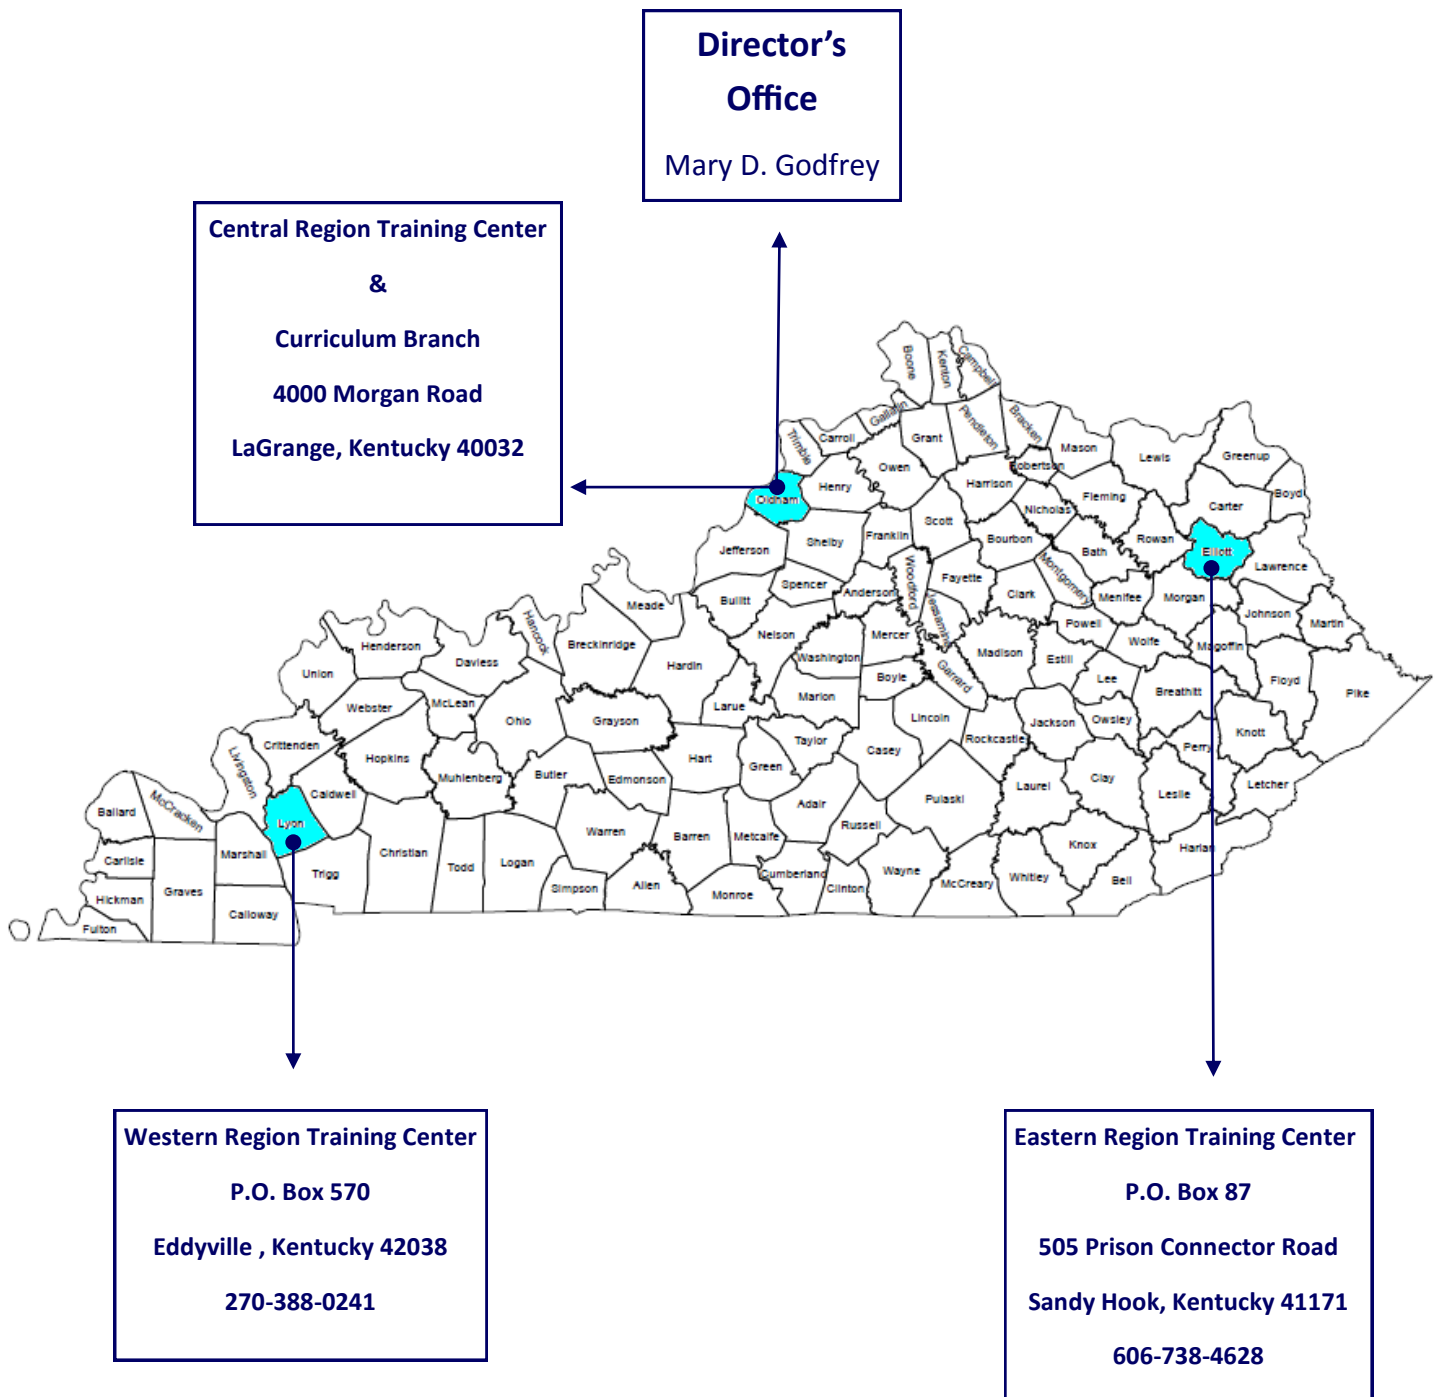 Director's
Office
Mary D. Godfrey
Central Region Training Center
&
Curriculum Branch
4000 Morgan Road
LaGrange, Kentucky 40032
Boone
Kenton
Campbell
Gallatin
Trimble
Carroll
Grant
Pendleton
Bracken
Mason
Lewis
Greenup
Owen
Robertson
Henry
Harrison
Fleming
Boyd
Oldham
Carter
Nicholas
Scott
Shelby
Franklin
Bourbon
Rowan
Jefferson
Bath
Elliott
Lawrence
Woodford
Fayette
Montgomery
Spencer
Anderson
Clark
Menifee
Morgan
Bullitt
Meade
Jessamine
Johnson
Powell
Martin
Hancock
Nelson
Mercer
Wolfe
Magoffin
Henderson
Breckinridge
Washington
Madison
Daviess
Hardin
Estill
Union
Boyle
Garrard
Lee
Floyd
Breathitt
Pike
Marion
McLean
Larue
Webster
Ohio
Grayson
Lincoln
Jackson
Owsley
Knott
Taylor
Rockcastle
Crittenden
Perry
Casey
Hopkins
Hart
Green
Livingston
Muhlenberg
Butler
Edmonson
Laurel
Clay
Letcher
Caldwell
Leslie
Pulaski
Adair
Ballard
McCracken
Lyon
Russell
Warren
Barren
Metcalfe
Knox
Marshall
Harlan
Christian
Carlisle
Logan
Todd
Trigg
Wayne
Cumberland
Whitley
Bell
Graves
McCreary
Allen
Simpson
Clinton
Monroe
Hickman
Calloway
Fulton
Western Region Training Center
P.O. Box 570
Eddyville , Kentucky 42038
270-388-0241
Eastern Region Training Center
P.O. Box 87
505 Prison Connector Road
Sandy Hook, Kentucky 41171
606-738-4628